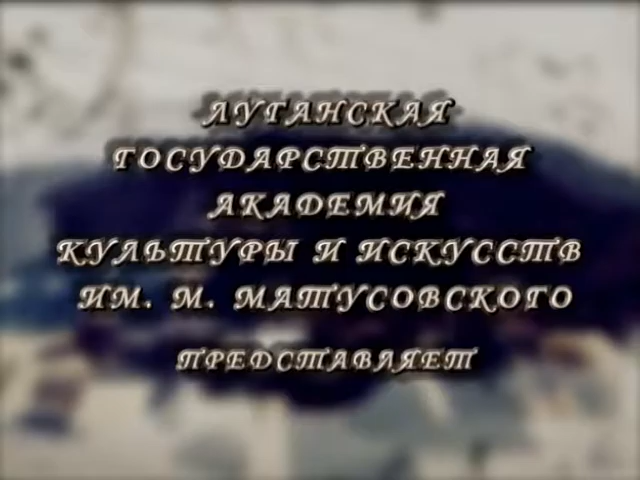 ЛУГАНСКАЯ
ГОСУДАРСТВЕННАЯ
АКАДЕМИЯ
КУЛЬТУРЫ И ИСКУССТВ
ИМ. М. МАТУСОВСКОГО
ПРЕДСТАВЛЯЕТ